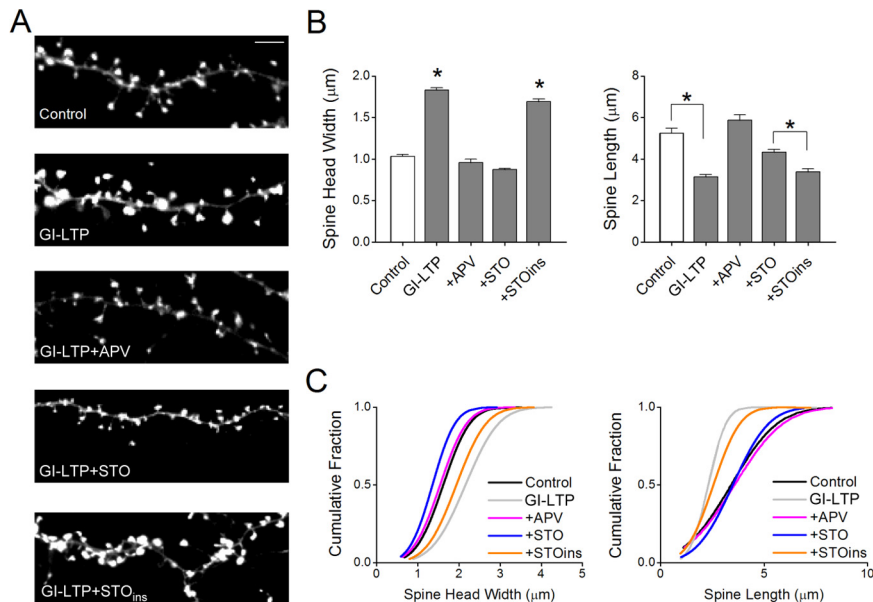 A
Control
GI-LTP
GI-LTP+APV
GI-LTP+STO
GI-LTP+STOins
B
Spine Head Width (μm)
2.0
1.5
1.0
0.5
0.0
*
*
Control
GI-LTP
+APV
+STO
+STOins
Spine Length (μm)
8
6
4
2
0
*
*
Control
GI-LTP
+APV
+STO
+STOins
C
Cumulative Fraction
1.0
0.5
0.0
Control
GI-LTP
+APV
+STO
+STOins
0 1 2 3 4 5
Spine Head Width (μm)
Cumulative Fraction
1.0
0.5
0.0
Control
GI-LTP
+APV
+STO
+STOins
0 5 10
Spine Length (μm)